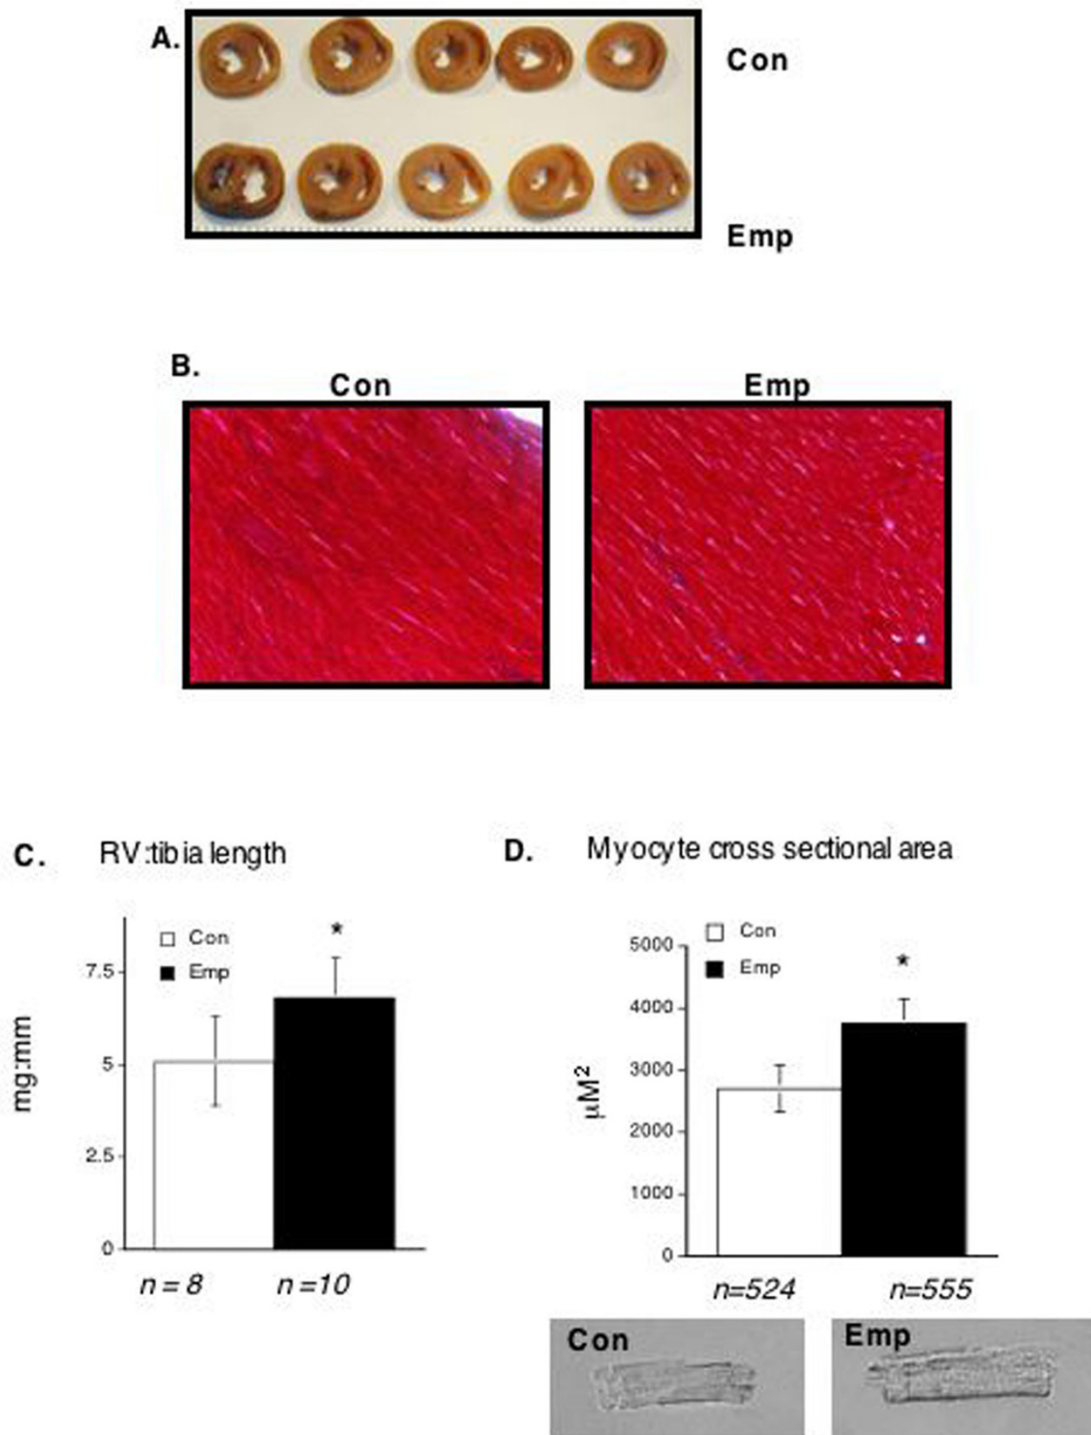 A.
Con
Emp
B.
Con
Emp
C. RV:tibia length
Con
Emp
*
7.5
5
2.5
0
mg:mm
n = 8 n =10
D. Myocyte cross sectional area
Con
Emp
*
5000
4000
3000
2000
1000
0
µM²
n=524 n=555
Con
Emp